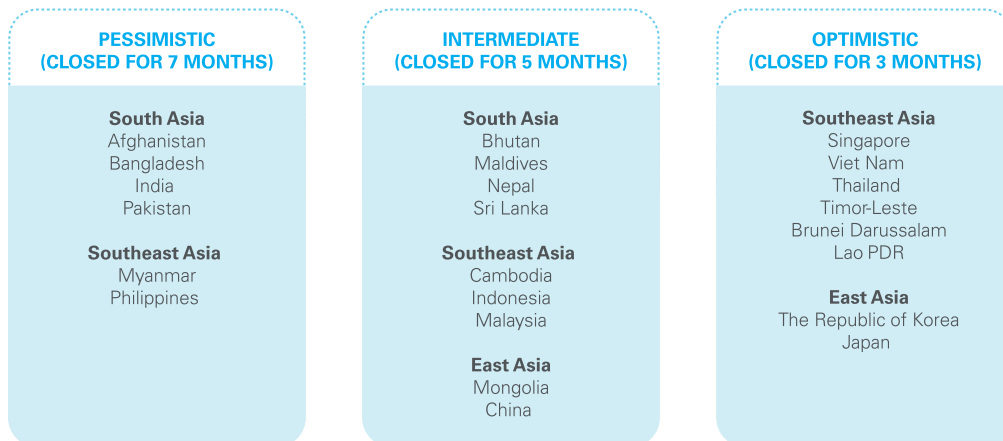 PESSIMISTIC
(CLOSED FOR 7 MONTHS)
South Asia
Afghanistan
Bangladesh
India
Pakistan
Southeast Asia
Myanmar
Philippines
INTERMEDIATE
(CLOSED FOR 5 MONTHS)
South Asia
Bhutan
Maldives
Nepal
Sri Lanka
Southeast Asia
Cambodia
Indonesia
Malaysia
East Asia
Mongolia
China
OPTIMISTIC
(CLOSED FOR 3 MONTHS)
Southeast Asia
Singapore
Viet Nam
Thailand
Timor-Leste
Brunei Darussalam
Lao PDR
East Asia
The Republic of Korea
Japan